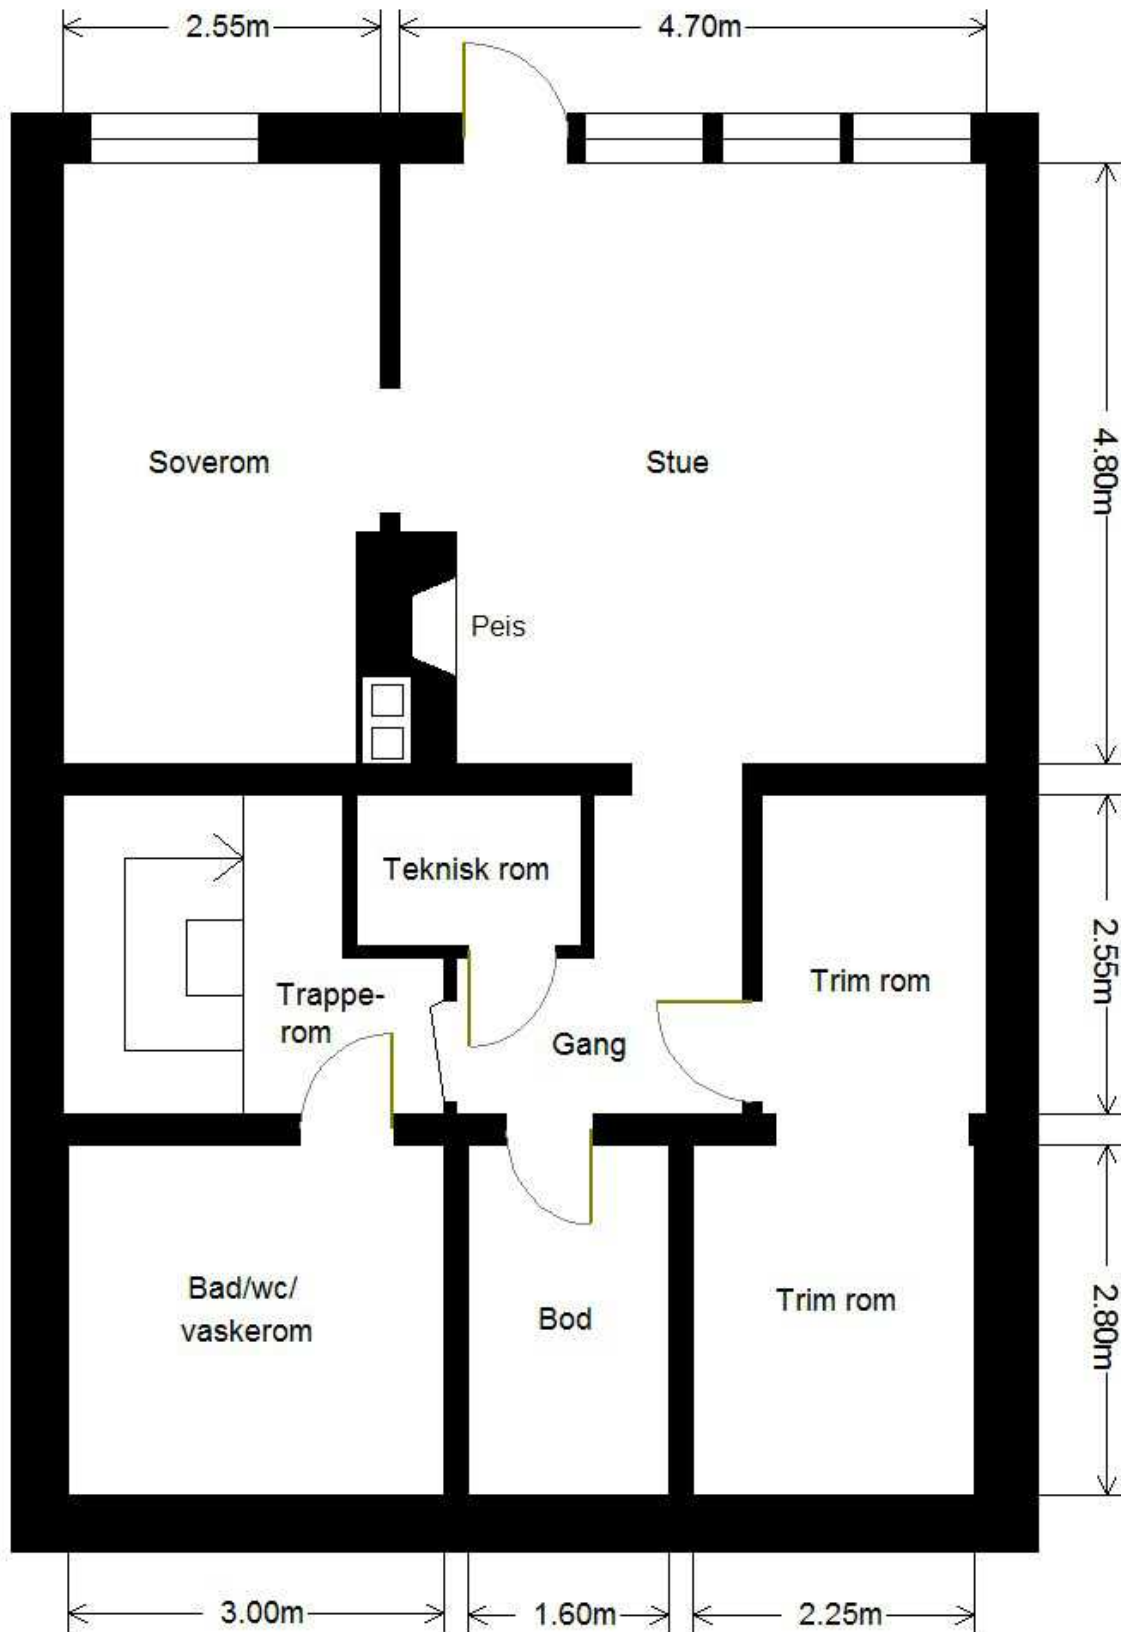 2.55m
4.70m
Soverom
Stue
4.80m
Peis
Teknisk rom
2.55m
Trappe-
rom
Trim rom
Gang
Bad/wc/
vaskerom
Bod
Trim rom
2.80m
3.00m
1.60m
2.25m